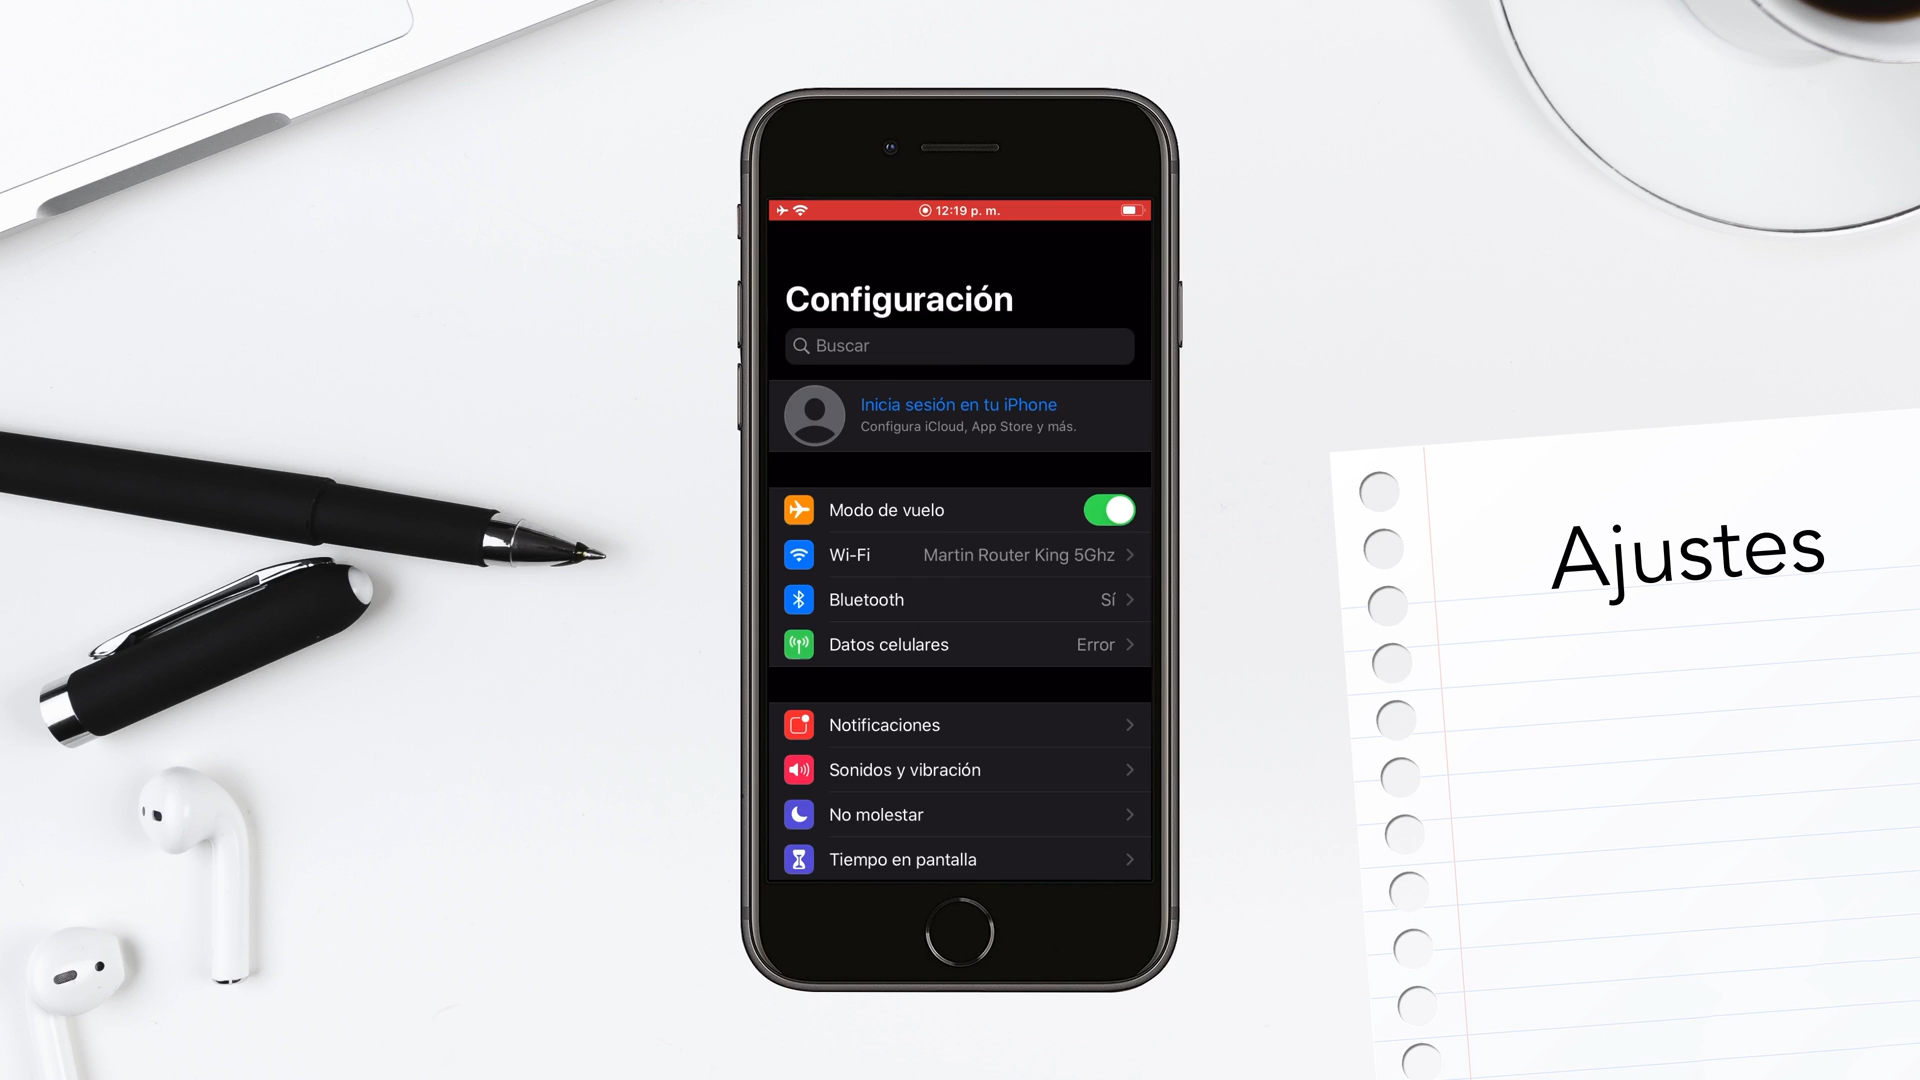 12:19 p. m.
Configuración
Buscar
Inicia sesión en tu iPhone
Configura iCloud, App Store y más.
Modo de vuelo
Wi-Fi Martin Router King 5Ghz
Bluetooth Sí
Datos celulares Error
Notificaciones
Sonidos y vibración
No molestar
Tiempo en pantalla
Ajustes